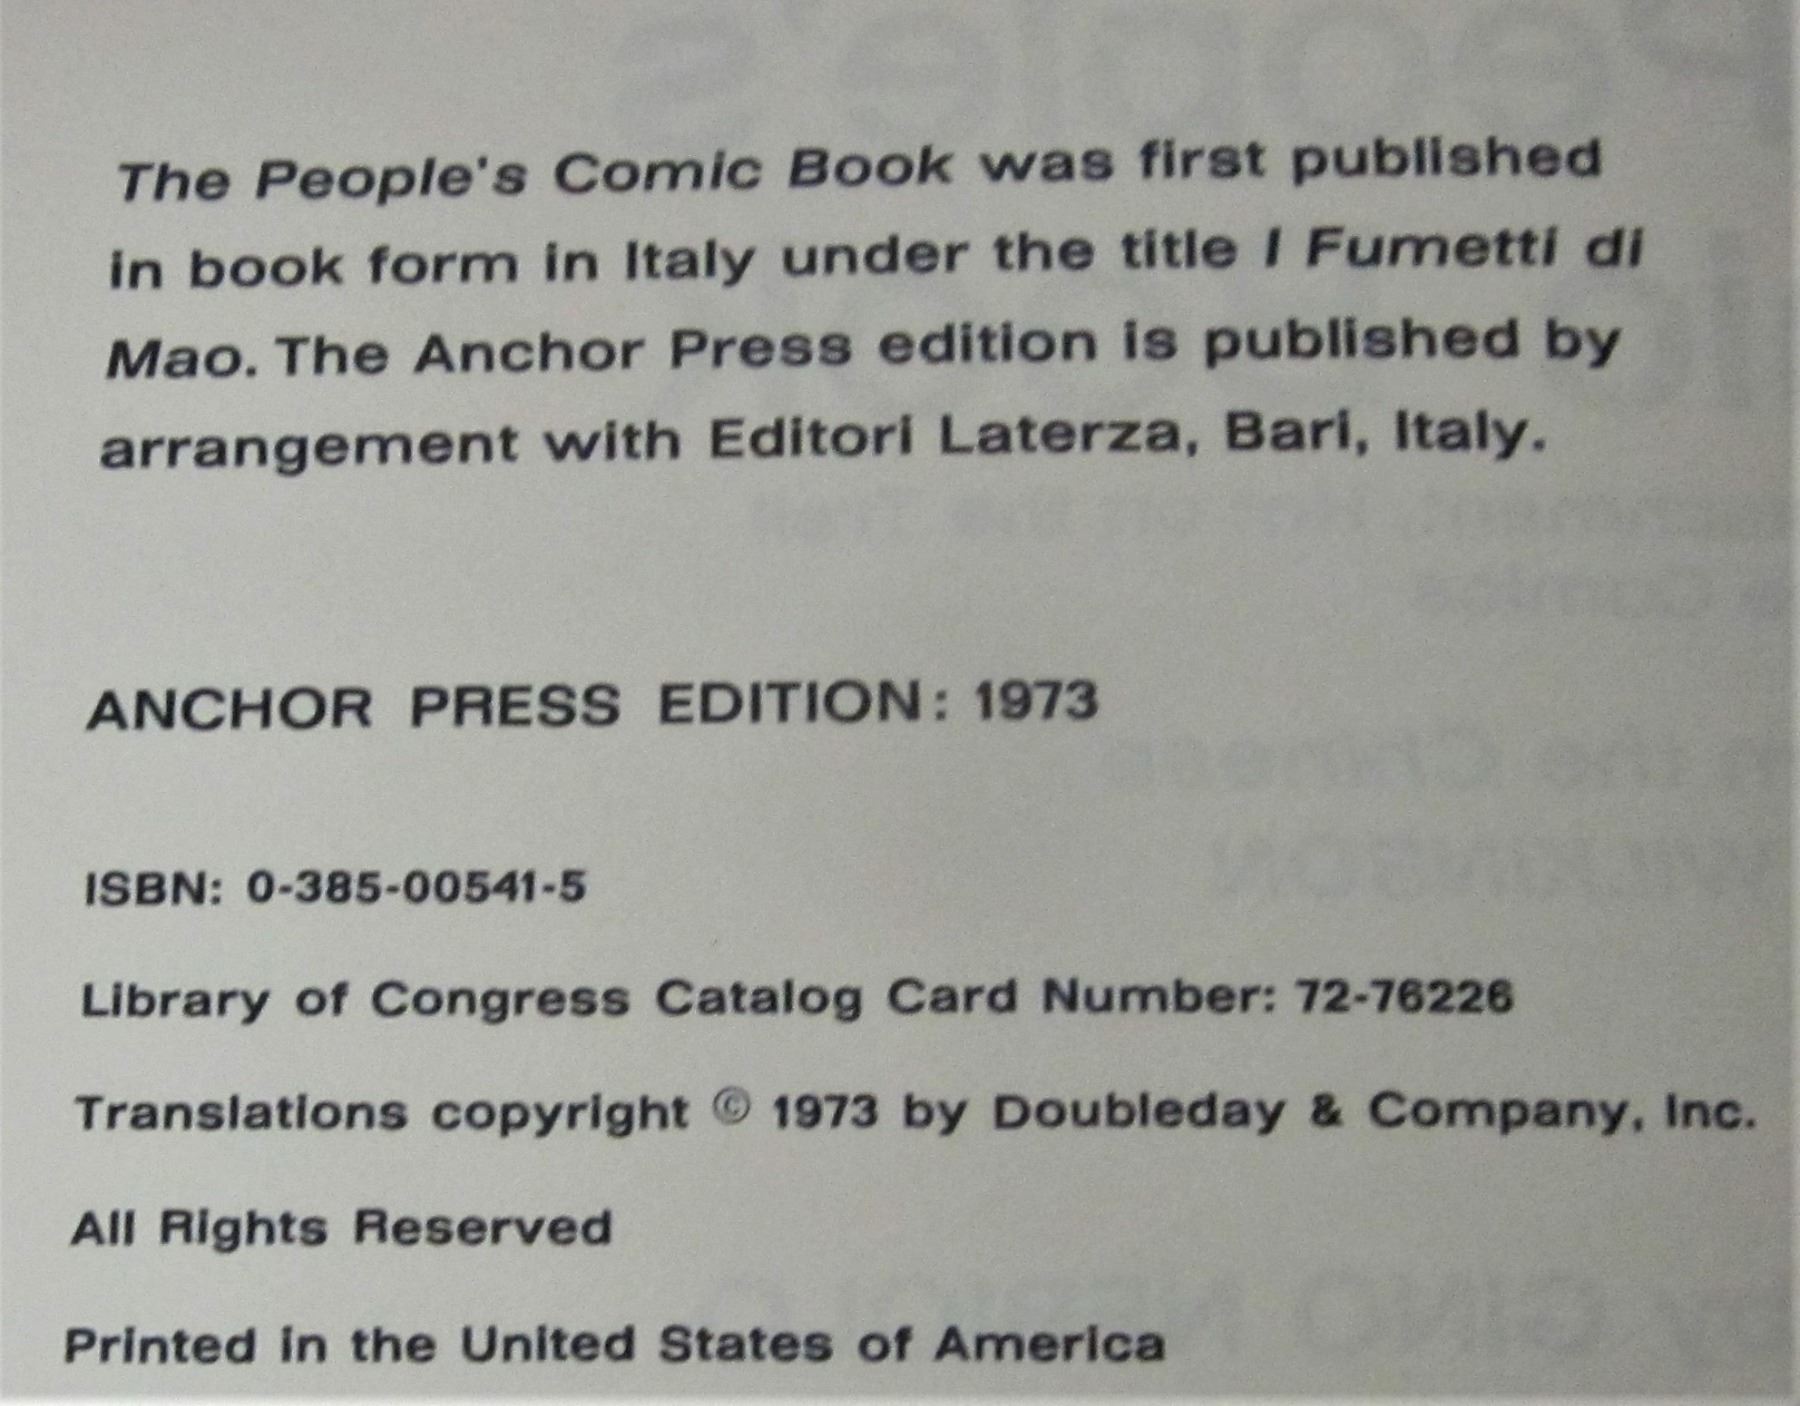 The People's Comic Book was first published
in book form in Italy under the title I Fumetti di
Mao. The Anchor Press edition is published by
arrangement with Editori Laterza, Bari, Italy.
ANCHOR PRESS EDITION: 1973
ISBN: 0-385-00541-5
Library of Congress Catalog Card Number: 72-76226
Translations copyright © 1973 by Doubleday & Company, Inc.
All Rights Reserved
Printed in the United States of America